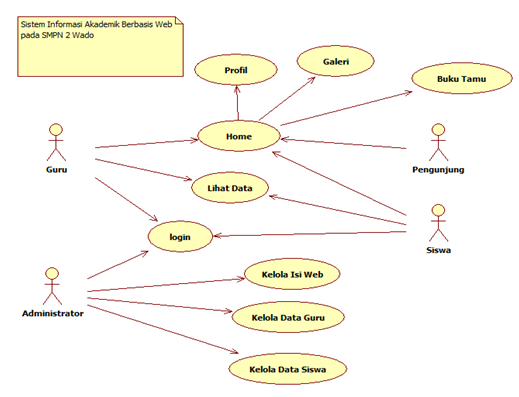 Sistem Informasi Akademik Berbasis Web
pada SMPN 2 Wado
Profil
Galeri
Buku Tamu
Home
Guru
Pengunjung
Lihat Data
login
Siswa
Kelola Isi Web
Administrator
Kelola Data Guru
Kelola Data Siswa